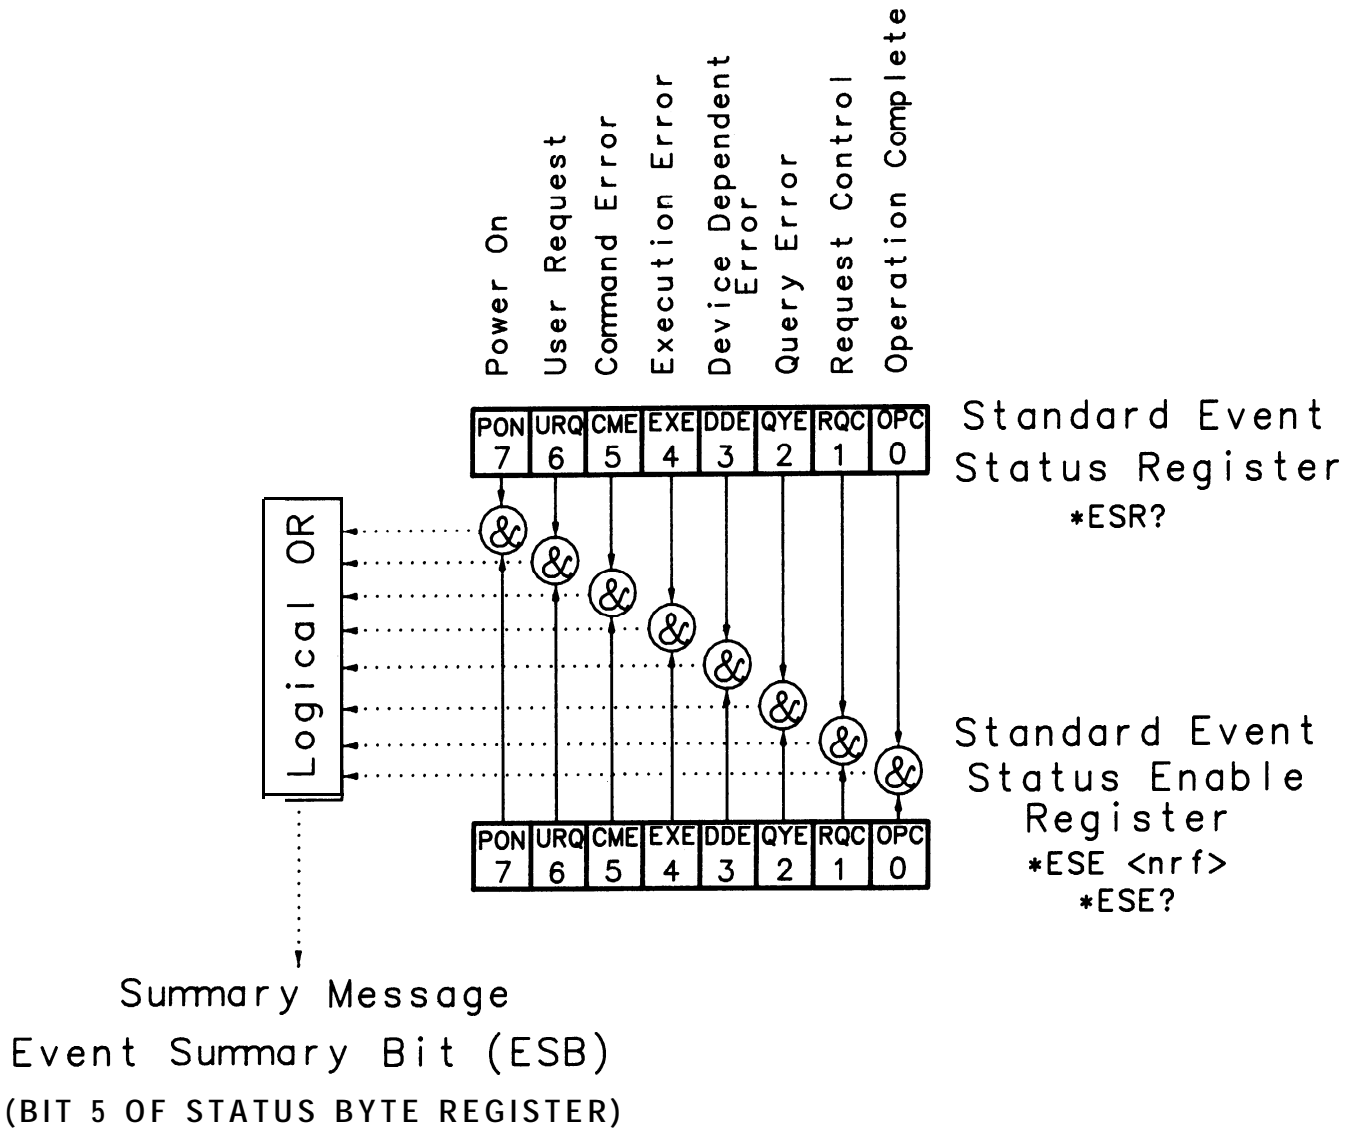 Power On
User Request
Command Error
Execution Error
Device Dependent
Error
Query Error
Request Control
Operation Complete
PON URQ CME EXE DDE QYE RQC OPC
7 6 5 4 3 2 1 0
Standard Event
Status Register
*ESR?
Logical OR
& & & & & & & &
Standard Event
Status Enable
Register
*ESE <nrf>
*ESE?
PON URQ CME EXE DDE QYE RQC OPC
7 6 5 4 3 2 1 0
Summary Message
Event Summary Bit (ESB)
(BIT 5 OF STATUS BYTE REGISTER)